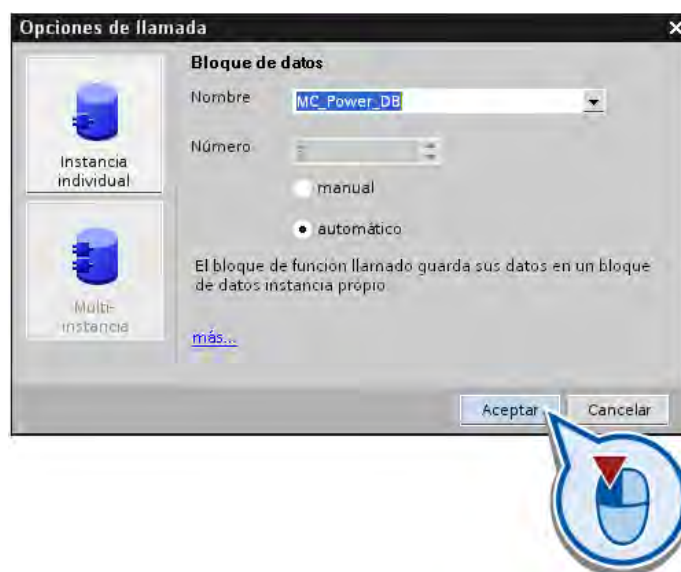 Opciones de llamada
Bloque de datos
Nombre
MC_Power_DB
Número
manual
automático
Instancia
individual
Multi-
instancia
El bloque de función llamado guarda sus datos en un bloque
de datos instancia própio
más...
Aceptar
Cancelar